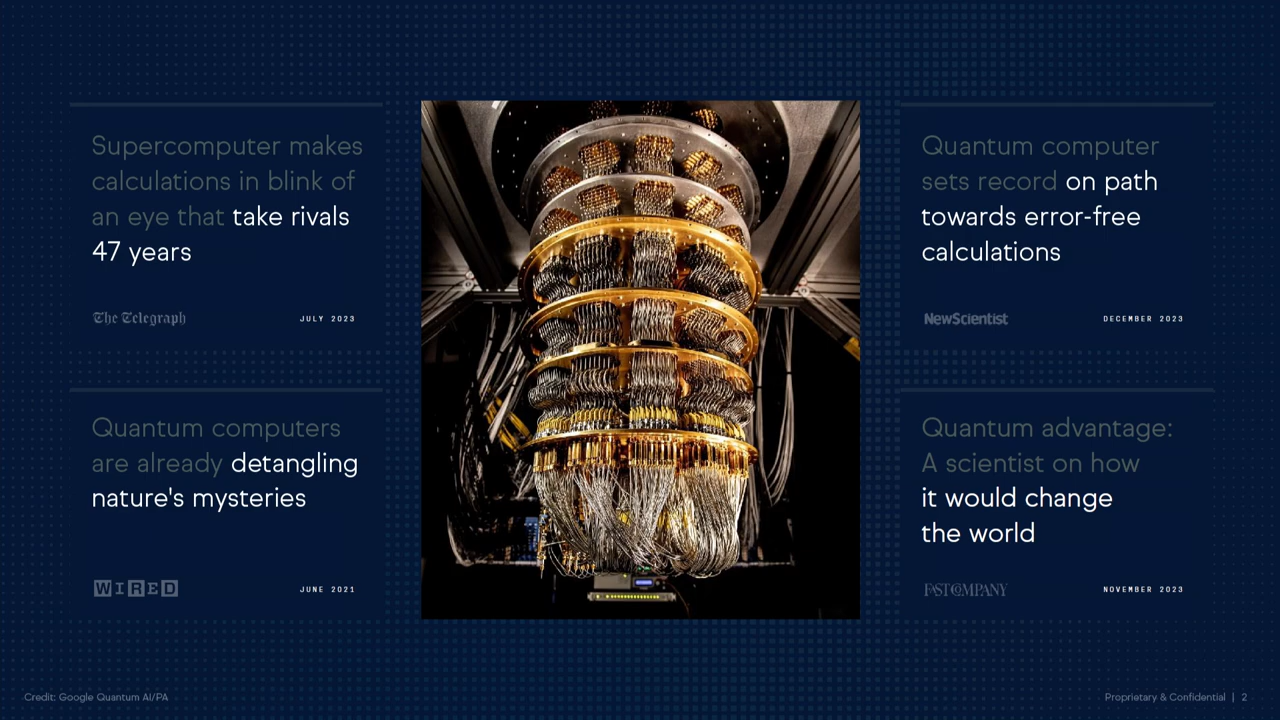 Supercomputer makes
calculations in blink of
an eye that take rivals
47 years
The Telegraph
JULY 2023
Quantum computers
are already detangling
nature's mysteries
WIRED
JUNE 2021
Quantum computer
sets record on path
towards error-free
calculations
NewScientist
DECEMBER 2023
Quantum advantage:
A scientist on how
it would change
the world
FAST COMPANY
NOVEMBER 2023
Credit: Google Quantum AI/PA
Proprietary & Confidential | 2